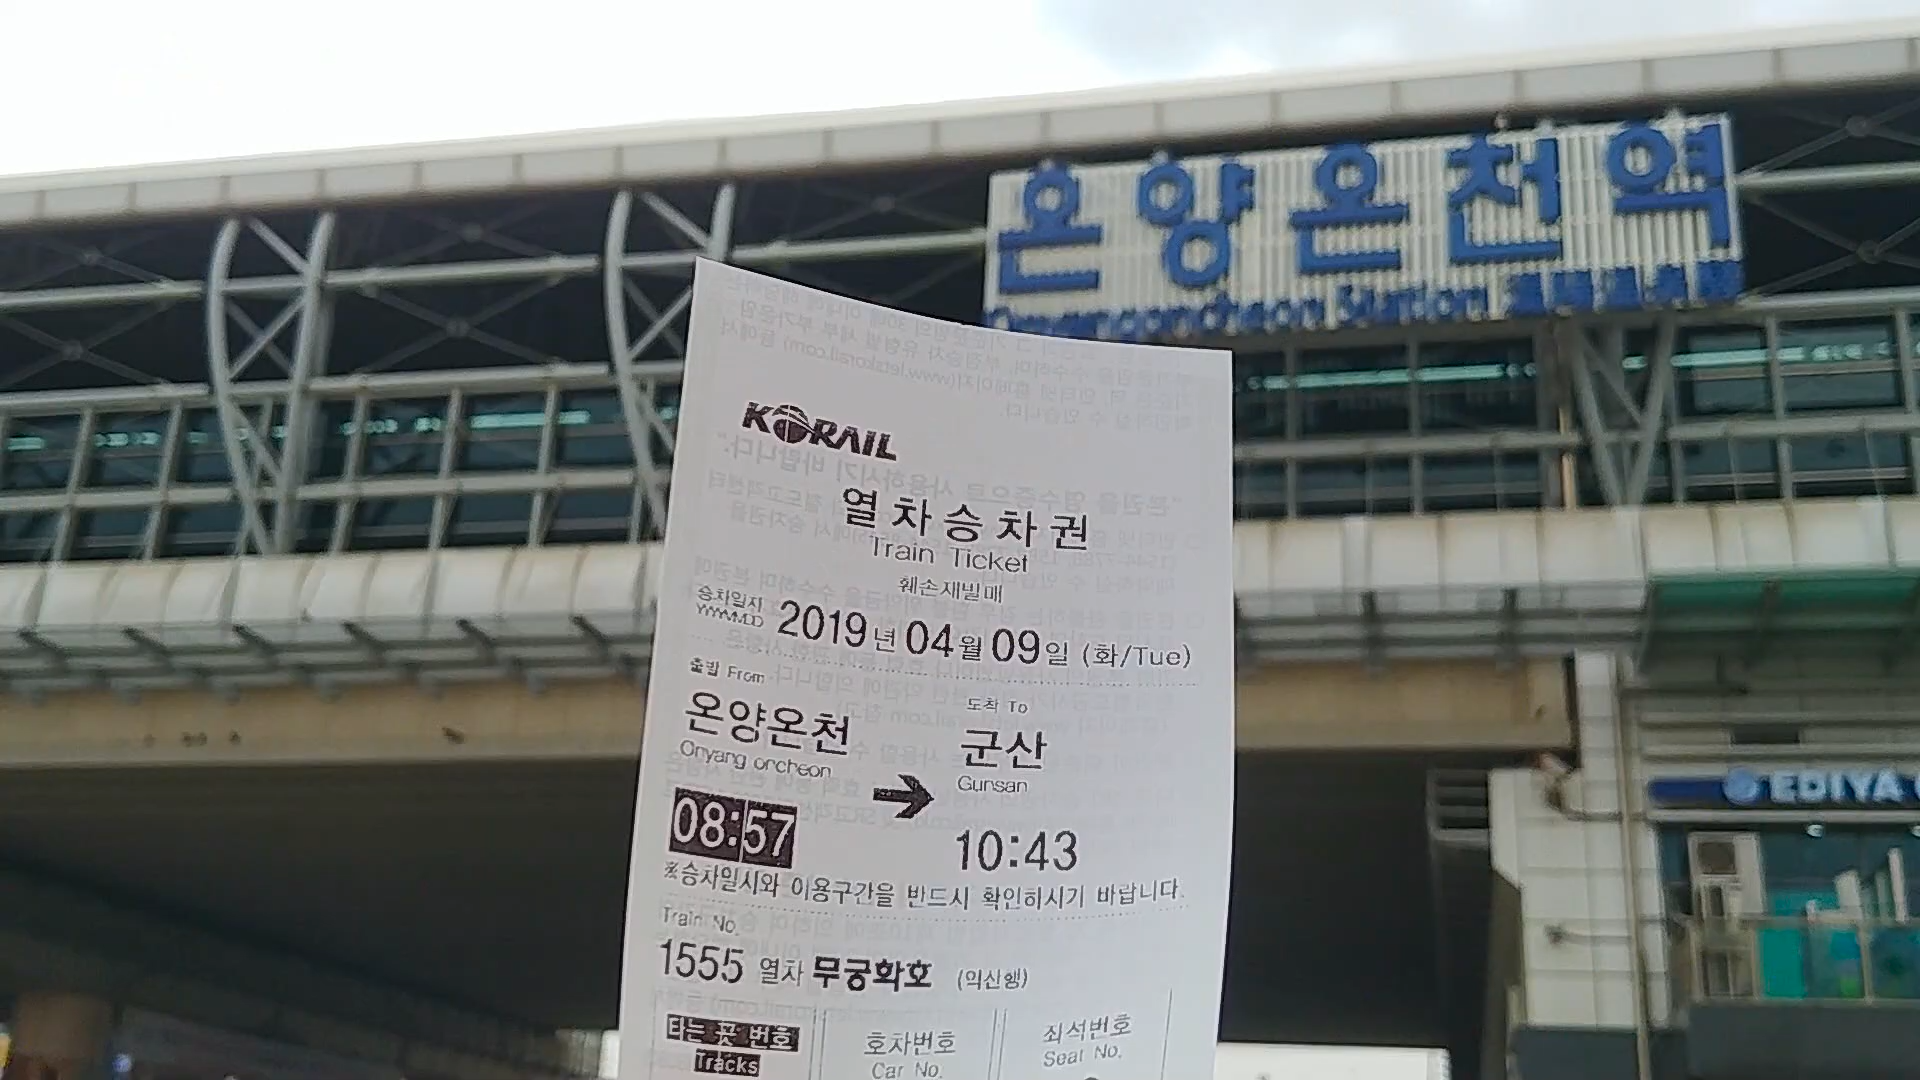 온양온천역
Station
KORAIL
열차승차권
Train Ticket
훼손재발매
승차일자
2019년 04월 09일 (화/Tue)
출발 From
도착 To
온양온천
군산
Gunsan
08:57
10:43
※승차일시와 이용구간을 반드시 확인하시기 바랍니다.
Train No.
1555 열차 무궁화호 (익산행)
타는 곳 번호
호차번호
좌석번호
Tracks
Car No.
Seat No.
EDIYA